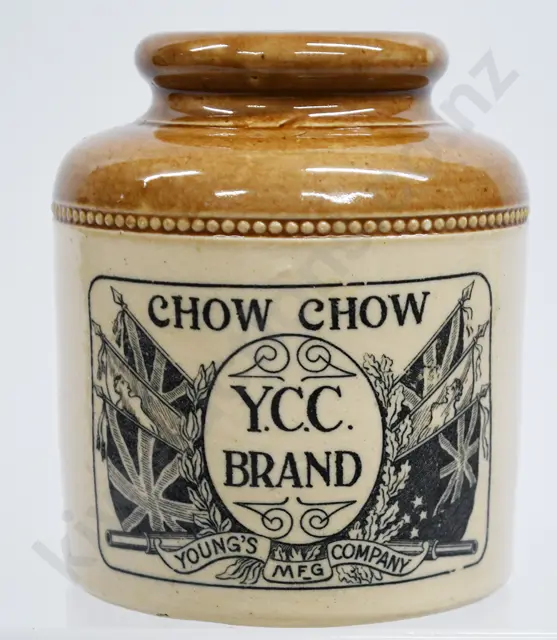 CHOW CHOW
Y.C.C.
BRAND
YOUNG'S MFG COMPANY